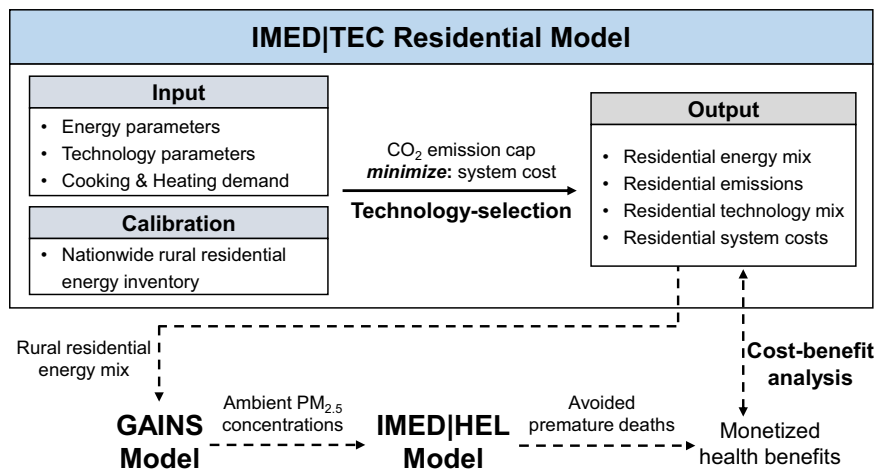 IMED|TEC Residential Model
Input
• Energy parameters
• Technology parameters
• Cooking & Heating demand
Calibration
• Nationwide rural residential
energy inventory
CO₂ emission cap
minimize: system cost
Technology-selection
Output
• Residential energy mix
• Residential emissions
• Residential technology mix
• Residential system costs
Rural residential
energy mix
Cost-benefit
analysis
GAINS
Model
Ambient PM₂.₅
concentrations
IMED|HEL
Model
Avoided
premature deaths
Monetized
health benefits